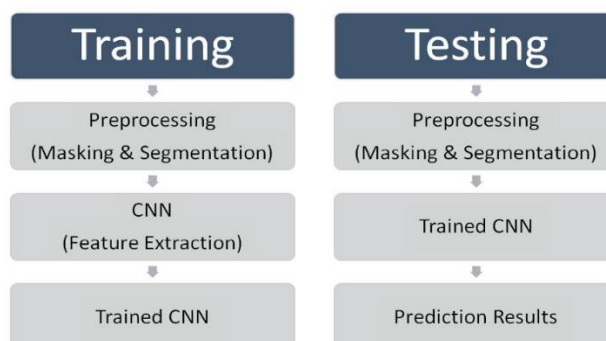 Training
Preprocessing
(Masking & Segmentation)
CNN
(Feature Extraction)
Trained CNN
Testing
Preprocessing
(Masking & Segmentation)
Trained CNN
Prediction Results